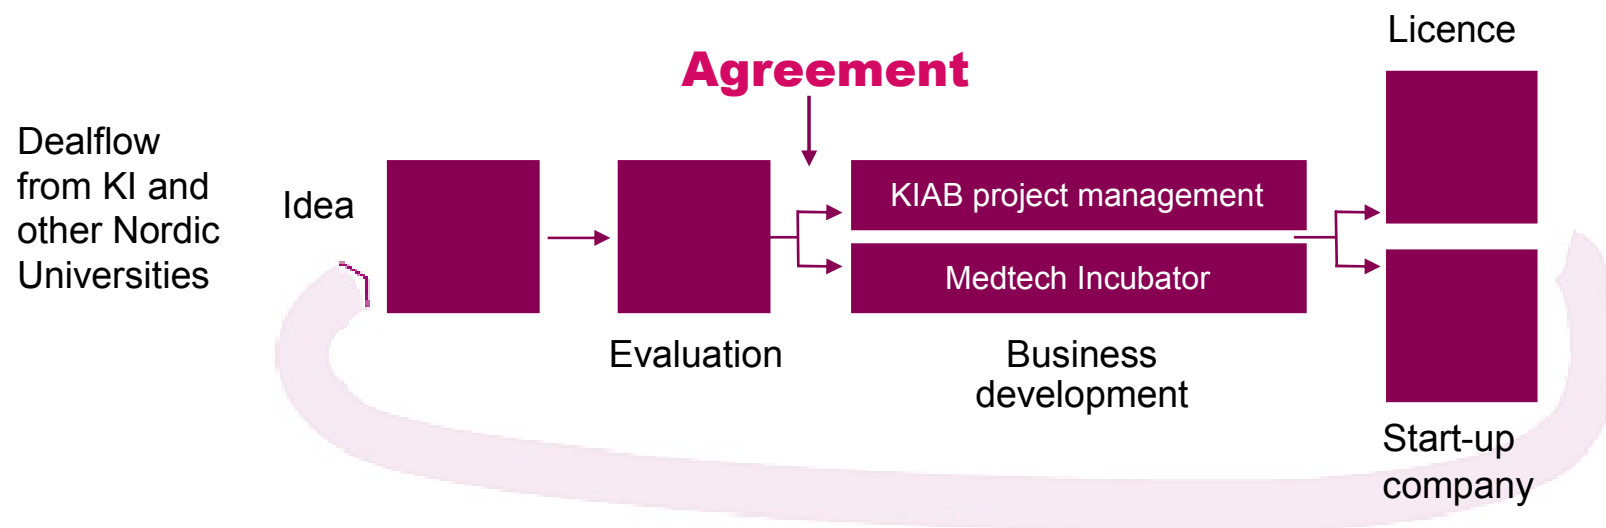 Licence
Agreement
Dealflow
from KI and
other Nordic
Universities
Idea
KIAB project management
Medtech Incubator
Evaluation
Business
development
Start-up
company